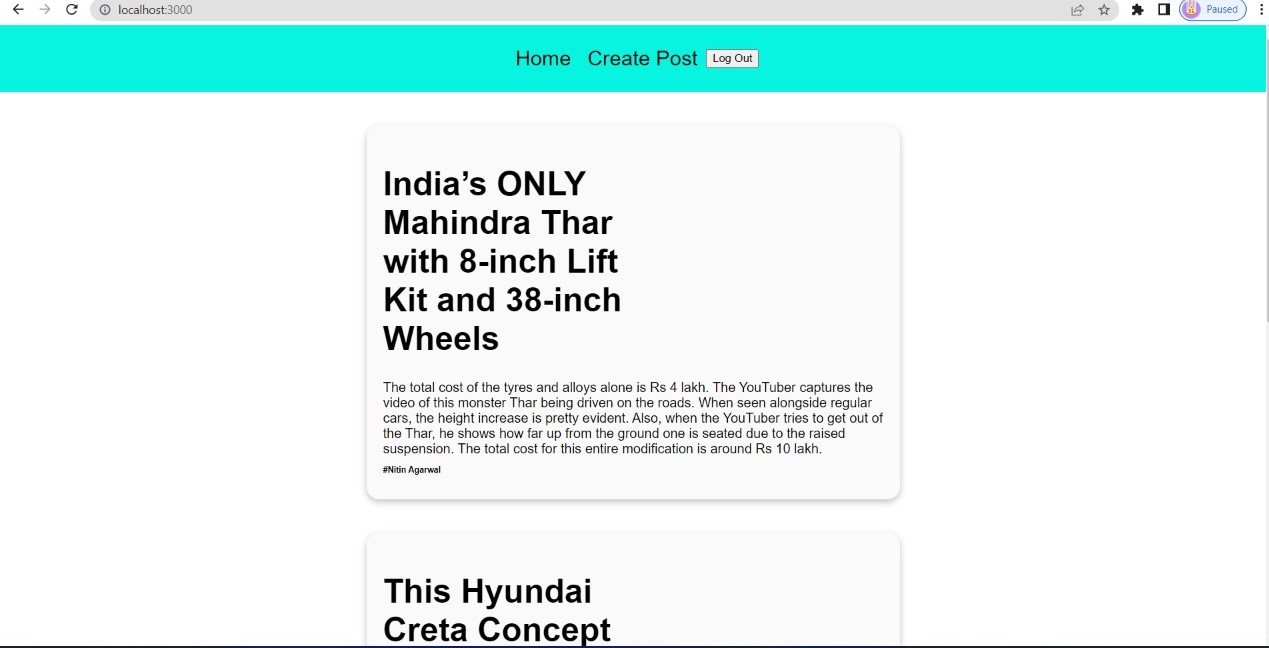 localhost:3000
Paused
Home Create Post Log Out
India’s ONLY
Mahindra Thar
with 8-inch Lift
Kit and 38-inch
Wheels
The total cost of the tyres and alloys alone is Rs 4 lakh. The YouTuber captures the
video of this monster Thar being driven on the roads. When seen alongside regular
cars, the height increase is pretty evident. Also, when the YouTuber tries to get out of
the Thar, he shows how far up from the ground one is seated due to the raised
suspension. The total cost for this entire modification is around Rs 10 lakh.
#Nitin Agarwal
This Hyundai
Creta Concept